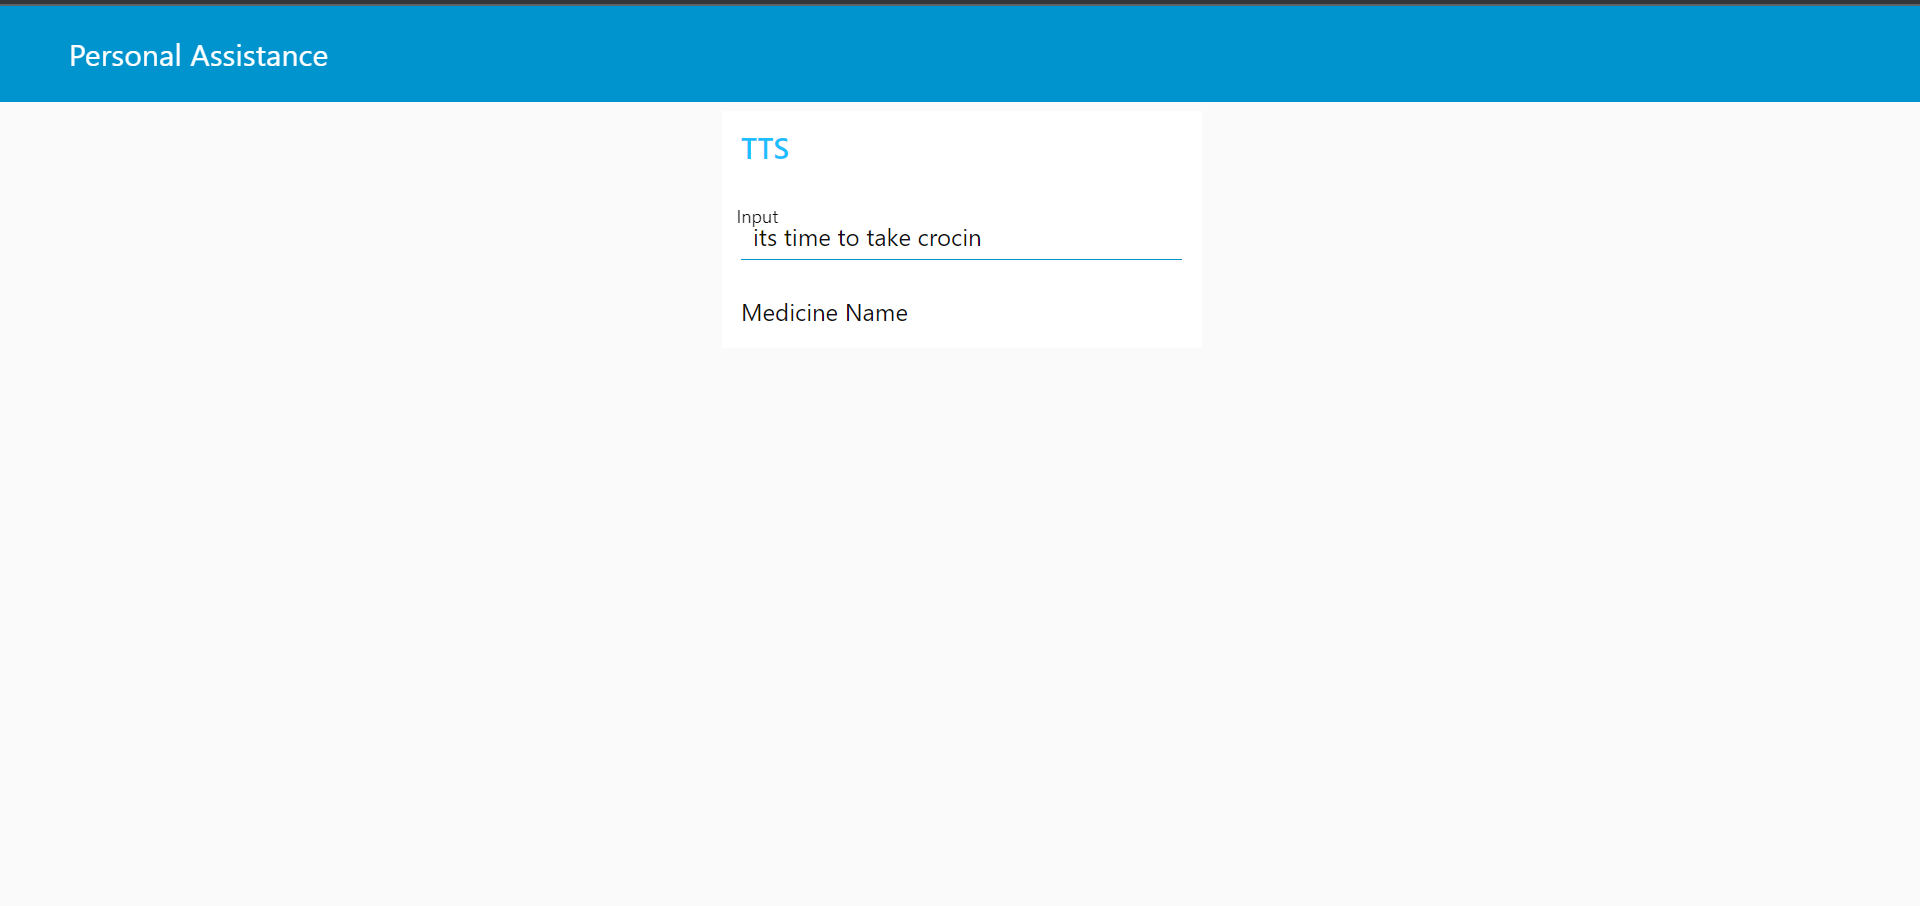 Personal Assistance
TTS
Input
its time to take crocin
Medicine Name